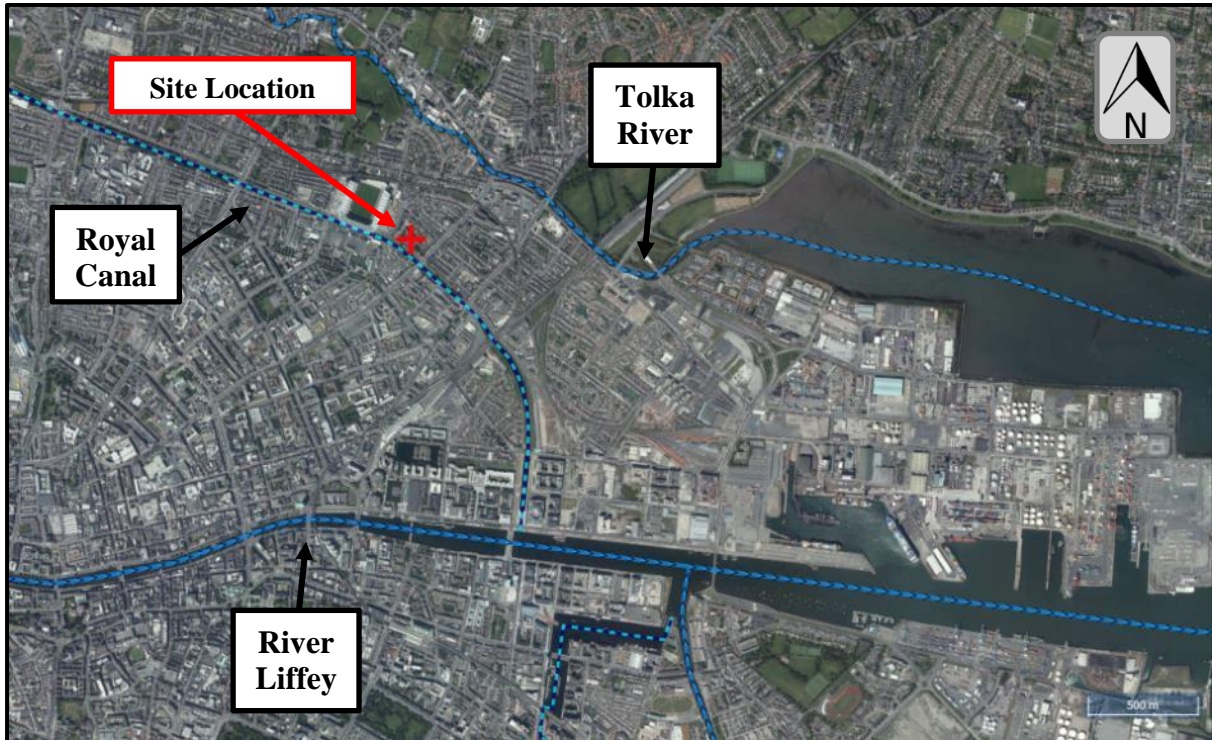 Site Location
Tolka
River
N
Royal
Canal
River
Liffey
500 m